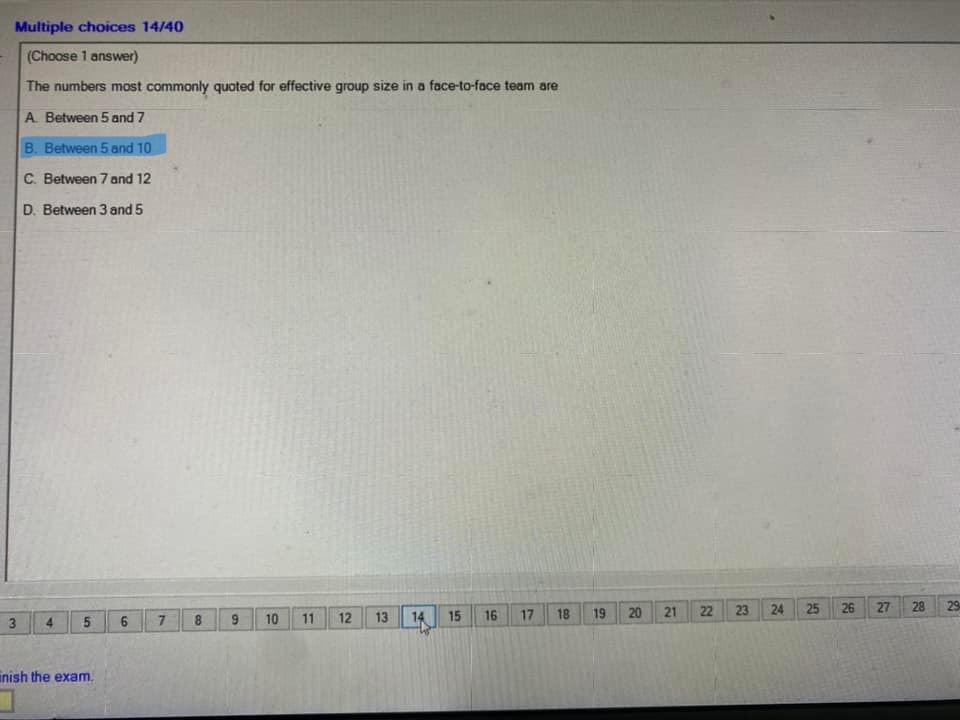 Multiple choices 14/40
(Choose 1 answer)
The numbers most commonly quoted for effective group size in a face-to-face team are
A. Between 5 and 7
B. Between 5 and 10
C. Between 7 and 12
D. Between 3 and 5
3 4 5 6 7 8 9 10 11 12 13 14 15 16 17 18 19 20 21 22 23 24 25 26 27 28 29
inish the exam.